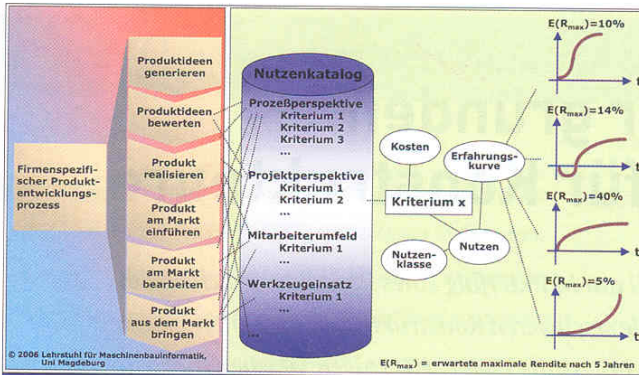 Firmenspezifi-
scher Produkt-
entwicklungs-
prozess
Produktideen
generieren
Produktideen
bewerten
Produkt
realisieren
Produkt
am Markt
einführen
Produkt
am Markt
bearbeiten
Produkt
aus dem Markt
bringen
© 2006 Lehrstuhl für Maschinenbauinformatik,
Uni Magdeburg
Nutzenkatalog
Prozeßperspektive
Kriterium 1
Kriterium 2
Kriterium 3
...
Projektperspektive
Kriterium 1
Kriterium 2
...
Mitarbeiterumfeld
Kriterium 1
...
Werkzeugeinsatz
Kriterium 1
...
...
Kosten
Erfahrungs-
kurve
Kriterium x
Nutzen-
klasse
Nutzen
E(Rmax)=10%
t
E(Rmax)=14%
t
E(Rmax)=40%
t
E(Rmax)=5%
t
E(Rmax) = erwartete maximale Rendite nach 5 Jahren